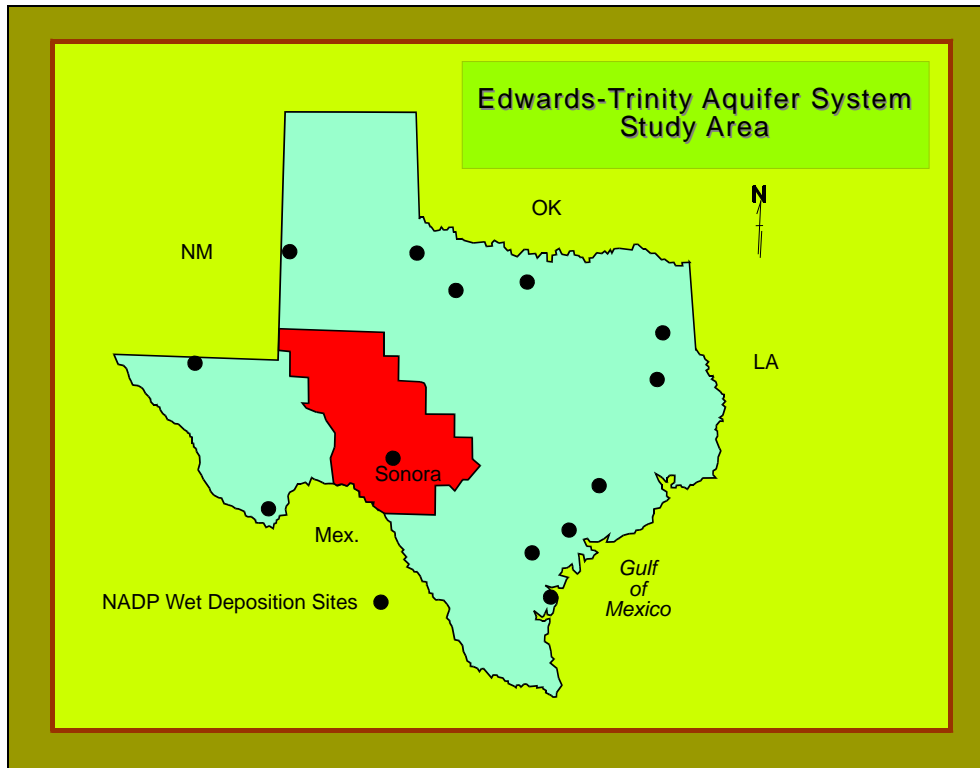 Edwards-Trinity Aquifer System
Study Area
N
OK
NM
LA
Sonora
Mex.
Gulf
of
Mexico
NADP Wet Deposition Sites